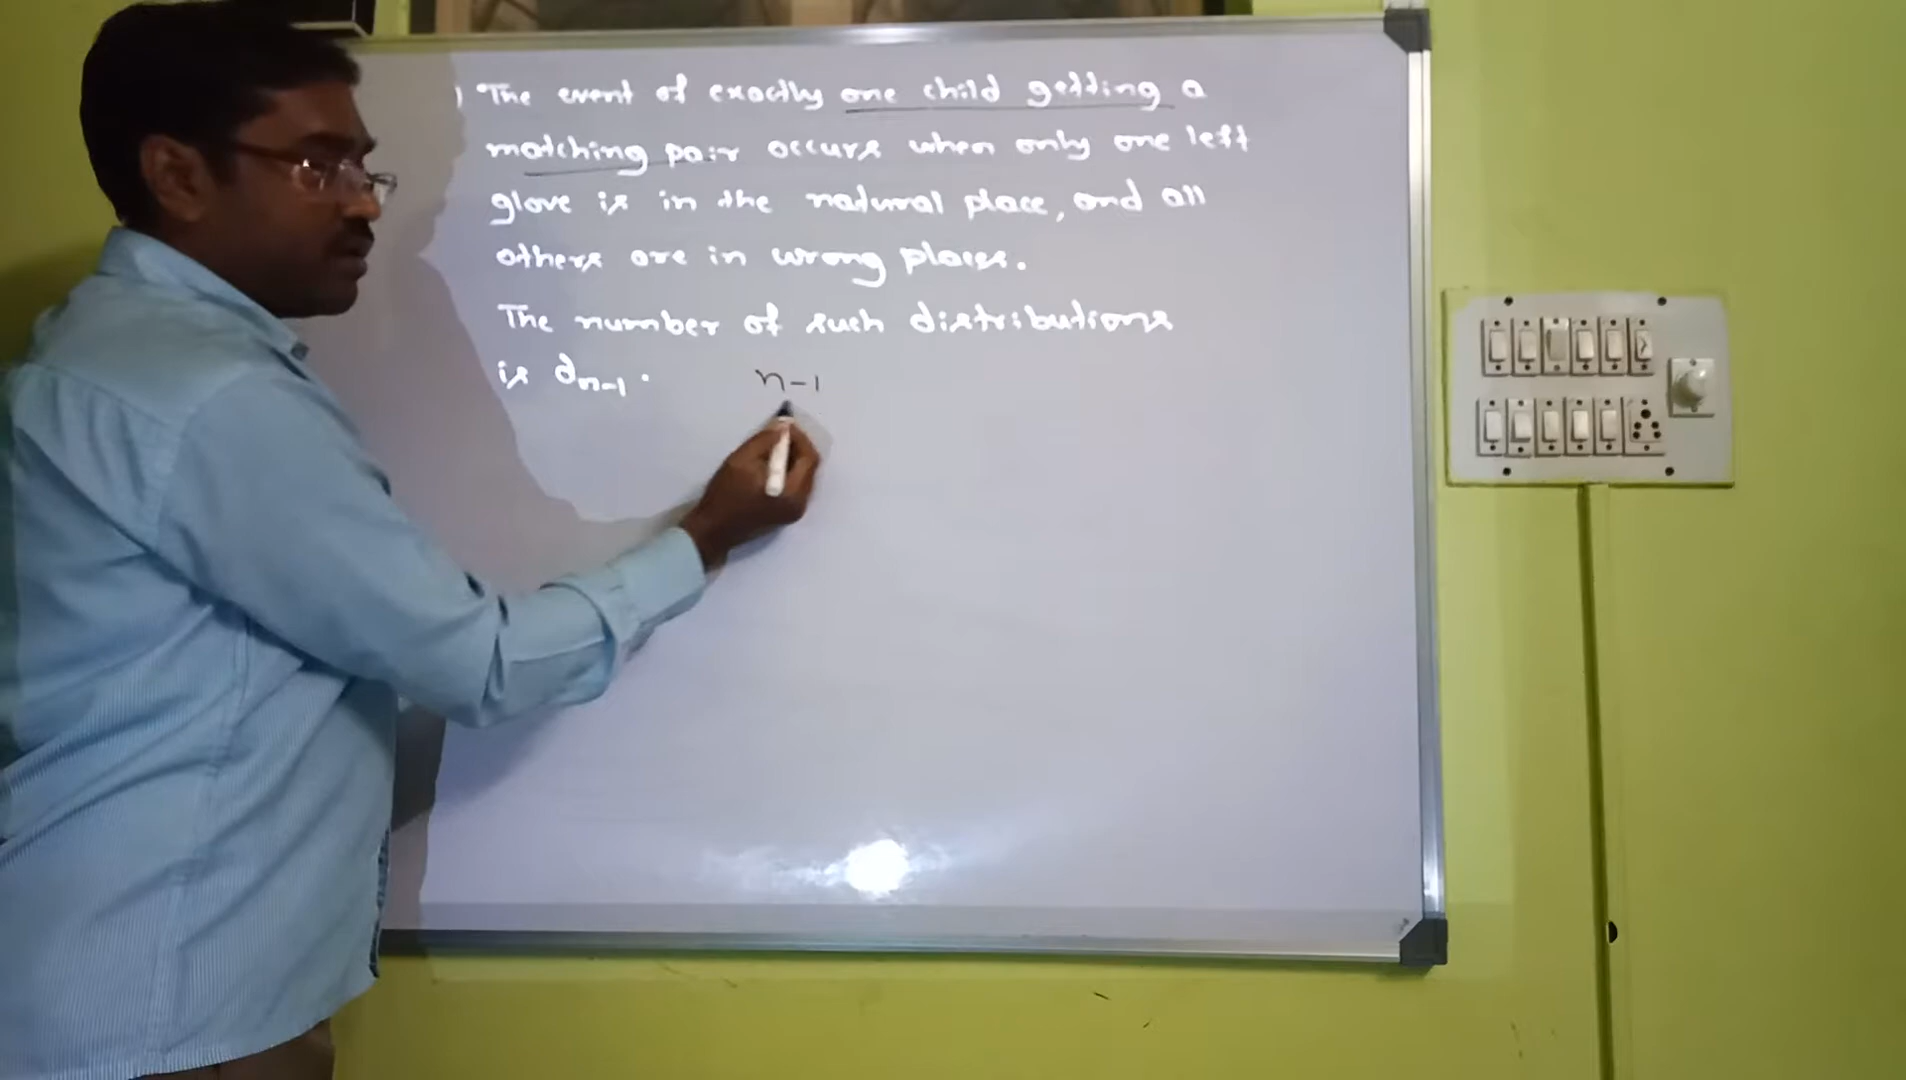 ) The event of exactly one child getting a
matching pair occurs when only one left
glove is in the natural place, and all
others are in wrong places.
The number of such distributions
is dn-1. n-1